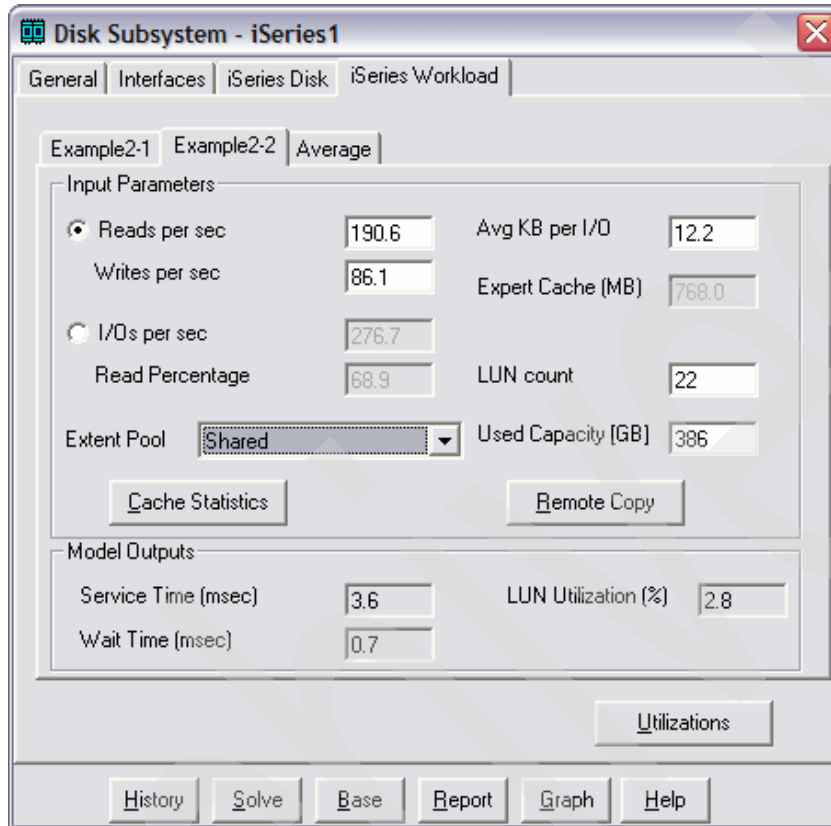 Disk Subsystem - iSeries1
General Interfaces iSeries Disk iSeries Workload
Example2-1 Example2-2 Average
Input Parameters
Reads per sec 190.6 Avg KB per I/O 12.2
Writes per sec 86.1 Expert Cache (MB) 768.0
I/Os per sec 276.7
Read Percentage 68.9 LUN count 22
Extent Pool Shared Used Capacity (GB) 386
Cache Statistics Remote Copy
Model Outputs
Service Time (msec) 3.6 LUN Utilization (%) 2.8
Wait Time (msec) 0.7
Utilizations
History Solve Base Report Graph Help